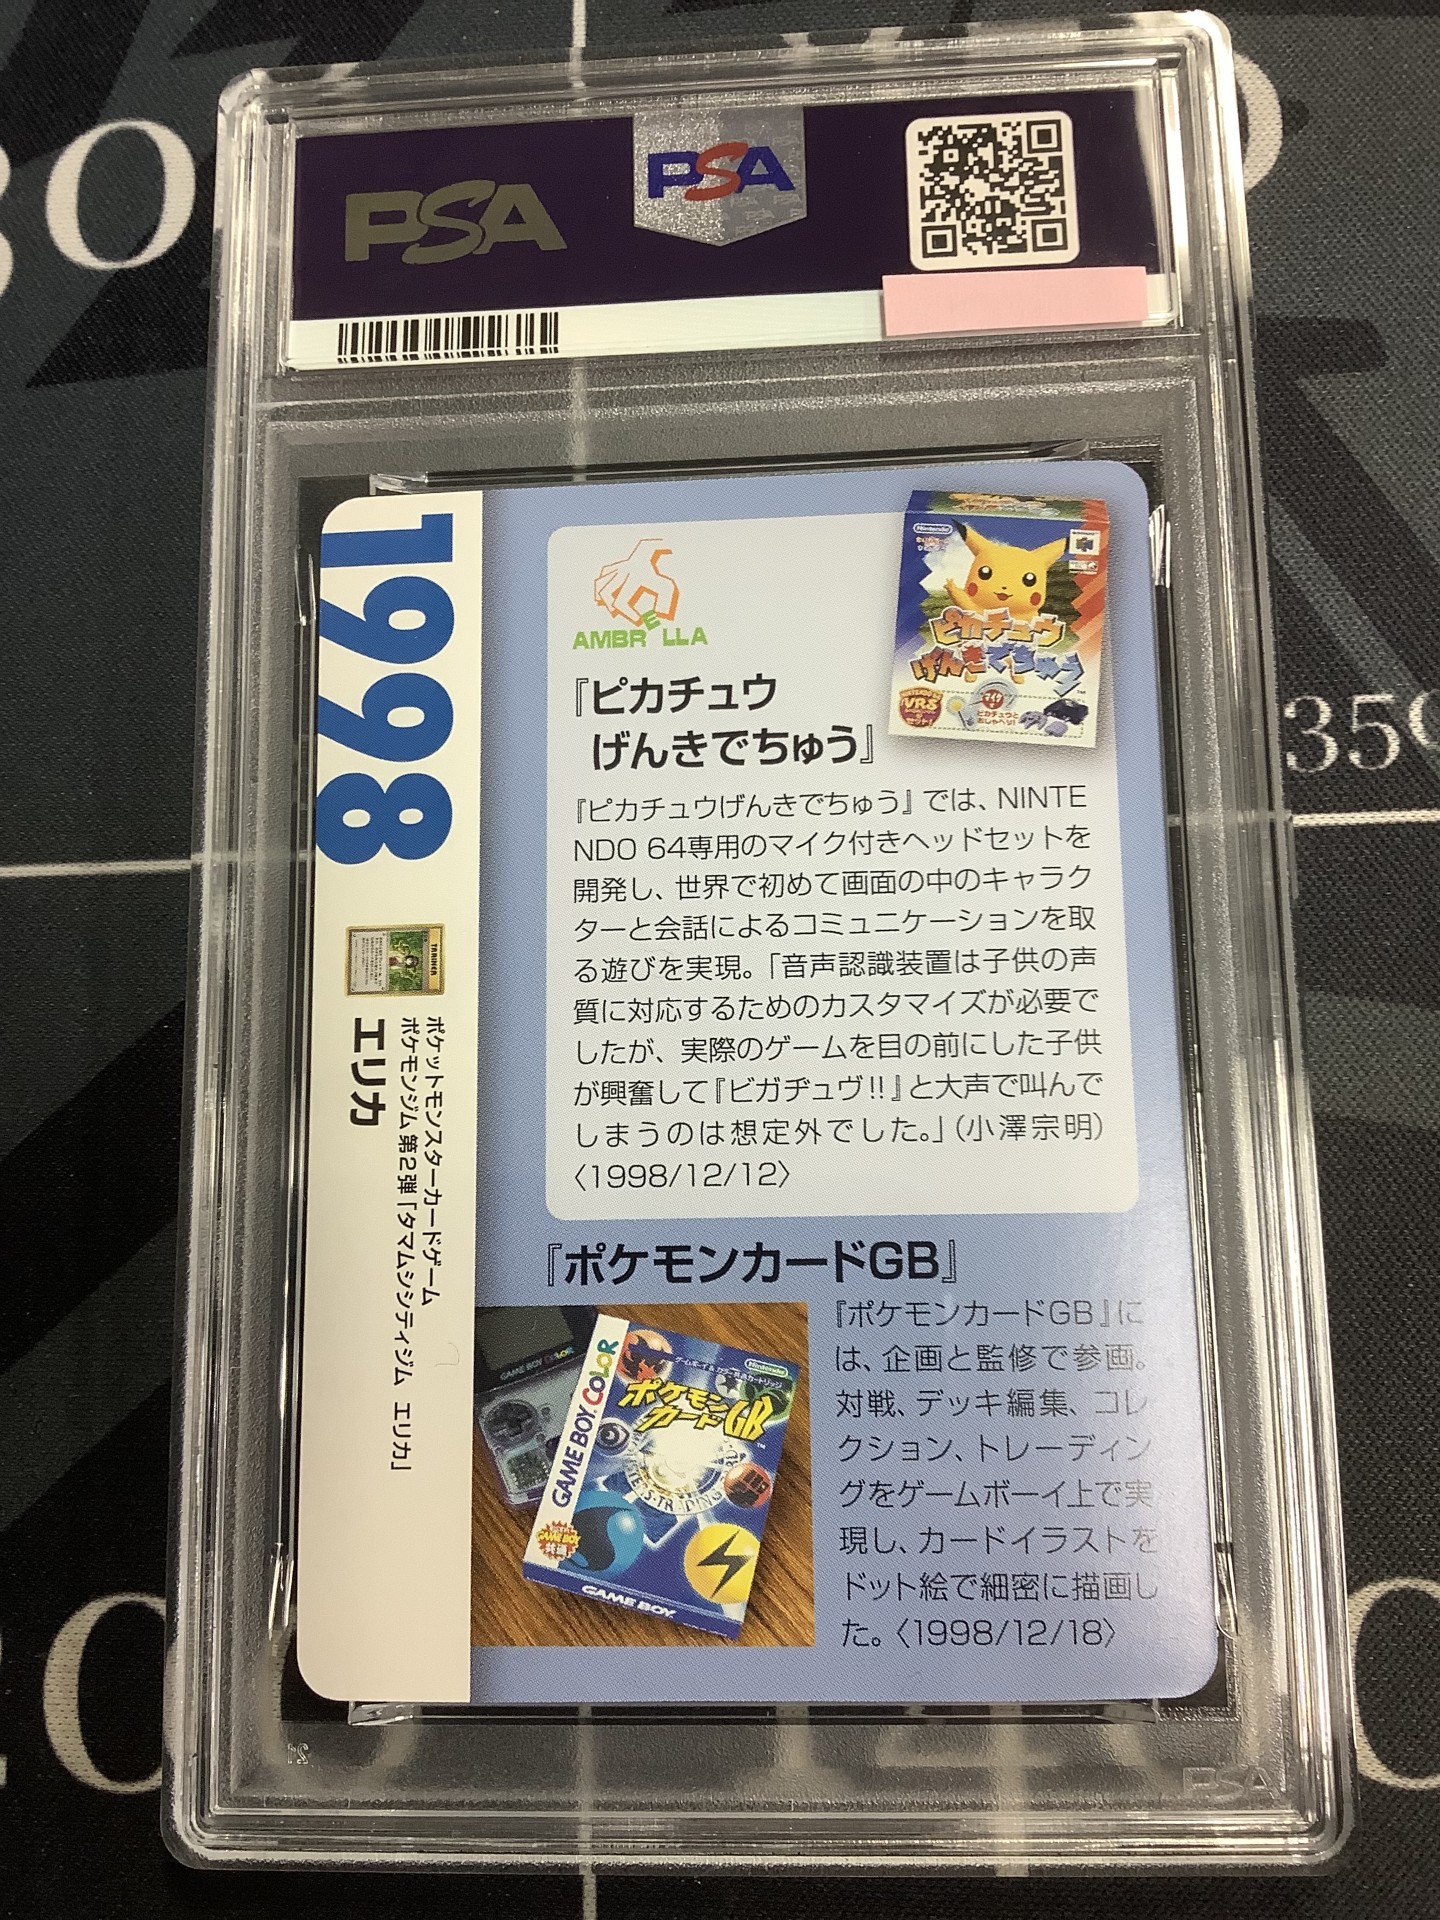 PSA
PSA
1998
TRAINER
ポケットモンスターカードゲーム
ポケモンジム 第2弾「タマムシシティジム エリカ」
エリカ
AMBRELLA
『ピカチュウ
げんきでちゅう』
Nintendo
ピカチュウ
げんきでちゅう
VRS
『ピカチュウげんきでちゅう』では、NINTE
NDO 64専用のマイク付きヘッドセットを
開発し、世界で初めて画面の中のキャラク
ターと会話によるコミュニケーションを取
る遊びを実現。「音声認識装置は子供の声
質に対応するためのカスタマイズが必要で
したが、実際のゲームを目の前にした子供
が興奮して『ビガヂュヴ!!』と大声で叫んで
しまうのは想定外でした。」(小澤宗明)
〈1998/12/12〉
『ポケモンカードGB』
GAME BOY COLOR
Nintendo
ポケモン
カードGB
GAME BOY COLOR
GAME BOY
共通
GAME BOY
『ポケモンカードGB』に
は、企画と監修で参画。
対戦、デッキ編集、コレ
クション、トレーディン
グをゲームボーイ上で実
現し、カードイラストを
ドット絵で細密に描画し
た。〈1998/12/18〉
PSA
359